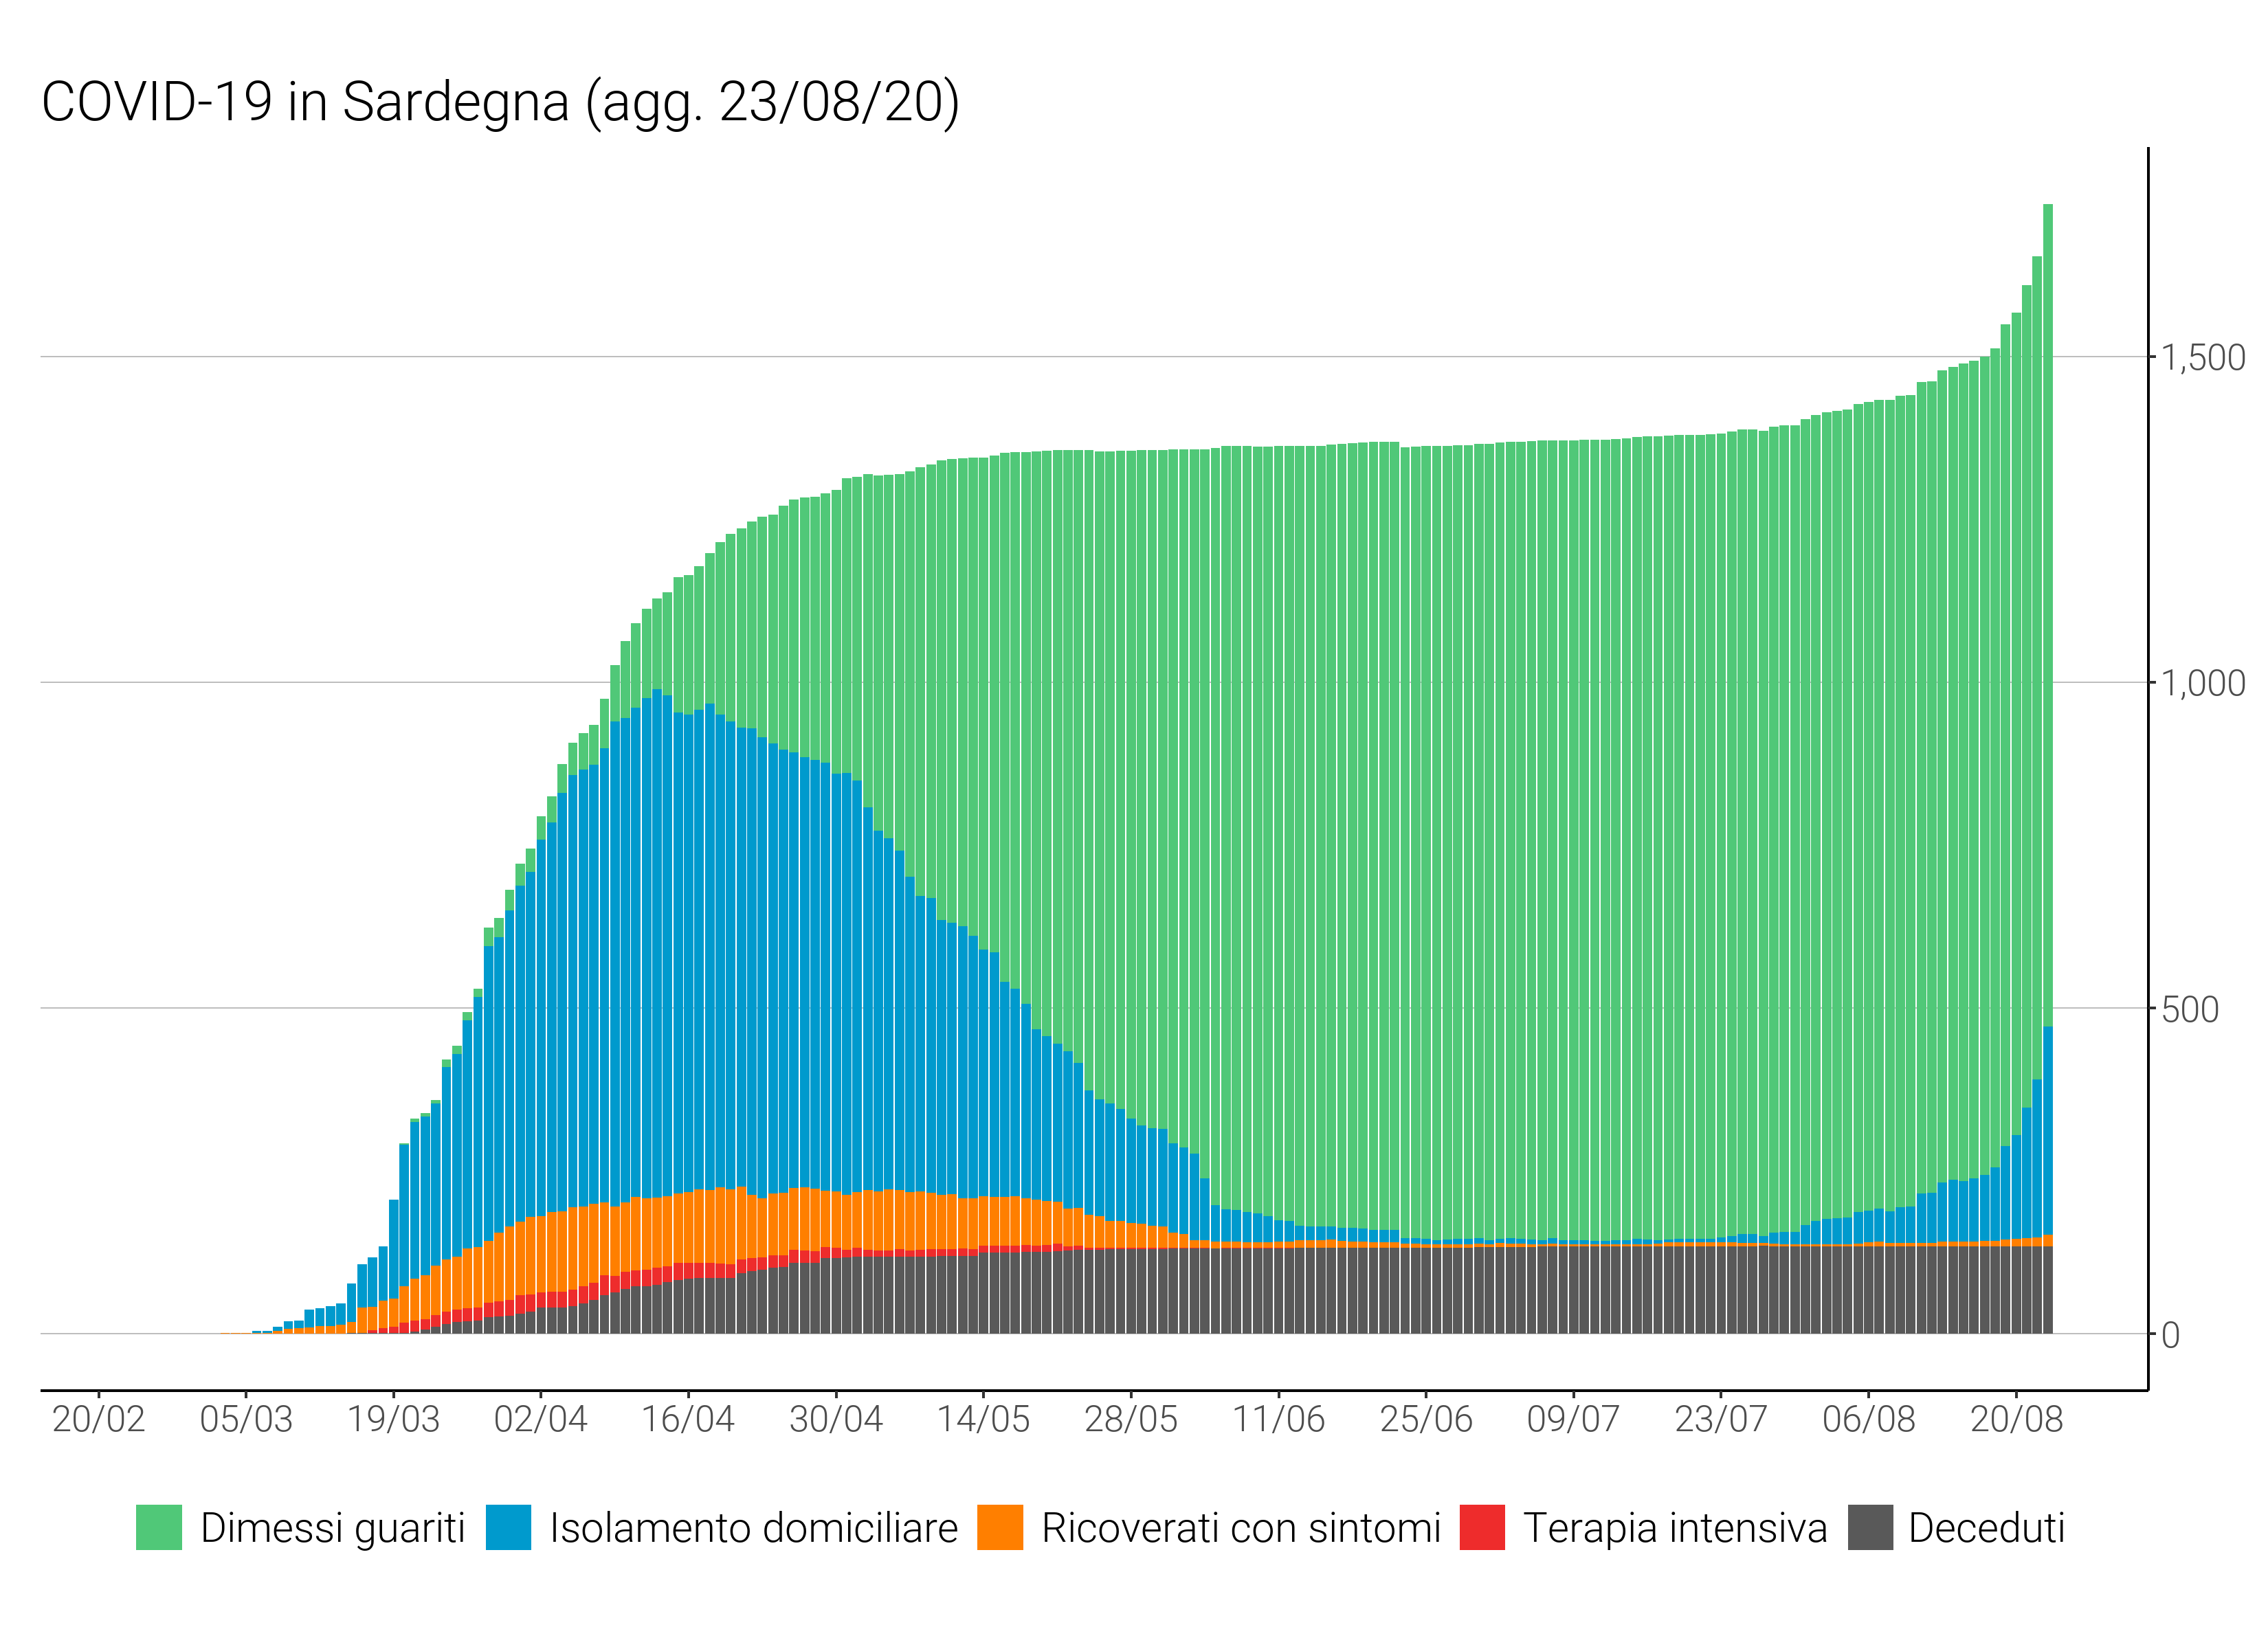 COVID-19 in Sardegna (agg. 23/08/20)
1,500
1,000
500
0
20/02 05/03 19/03 02/04 16/04 30/04 14/05 28/05 11/06 25/06 09/07 23/07 06/08 20/08
Dimessi guariti Isolamento domiciliare Ricoverati con sintomi Terapia intensiva Deceduti